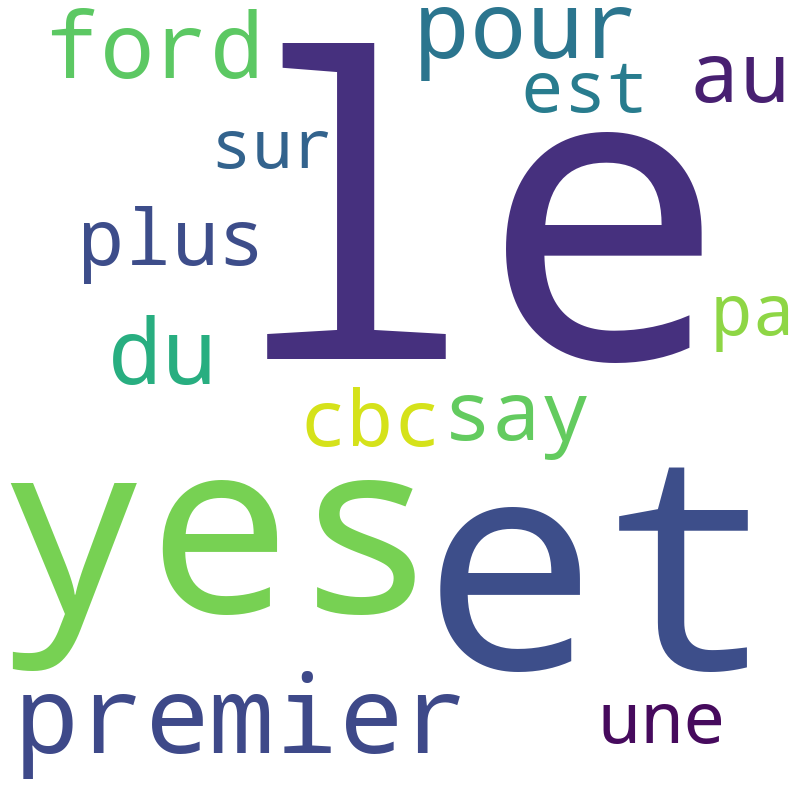 ford
pour
est
au
le
sur
plus
pa
du
cbc
say
yes
et
premier
une